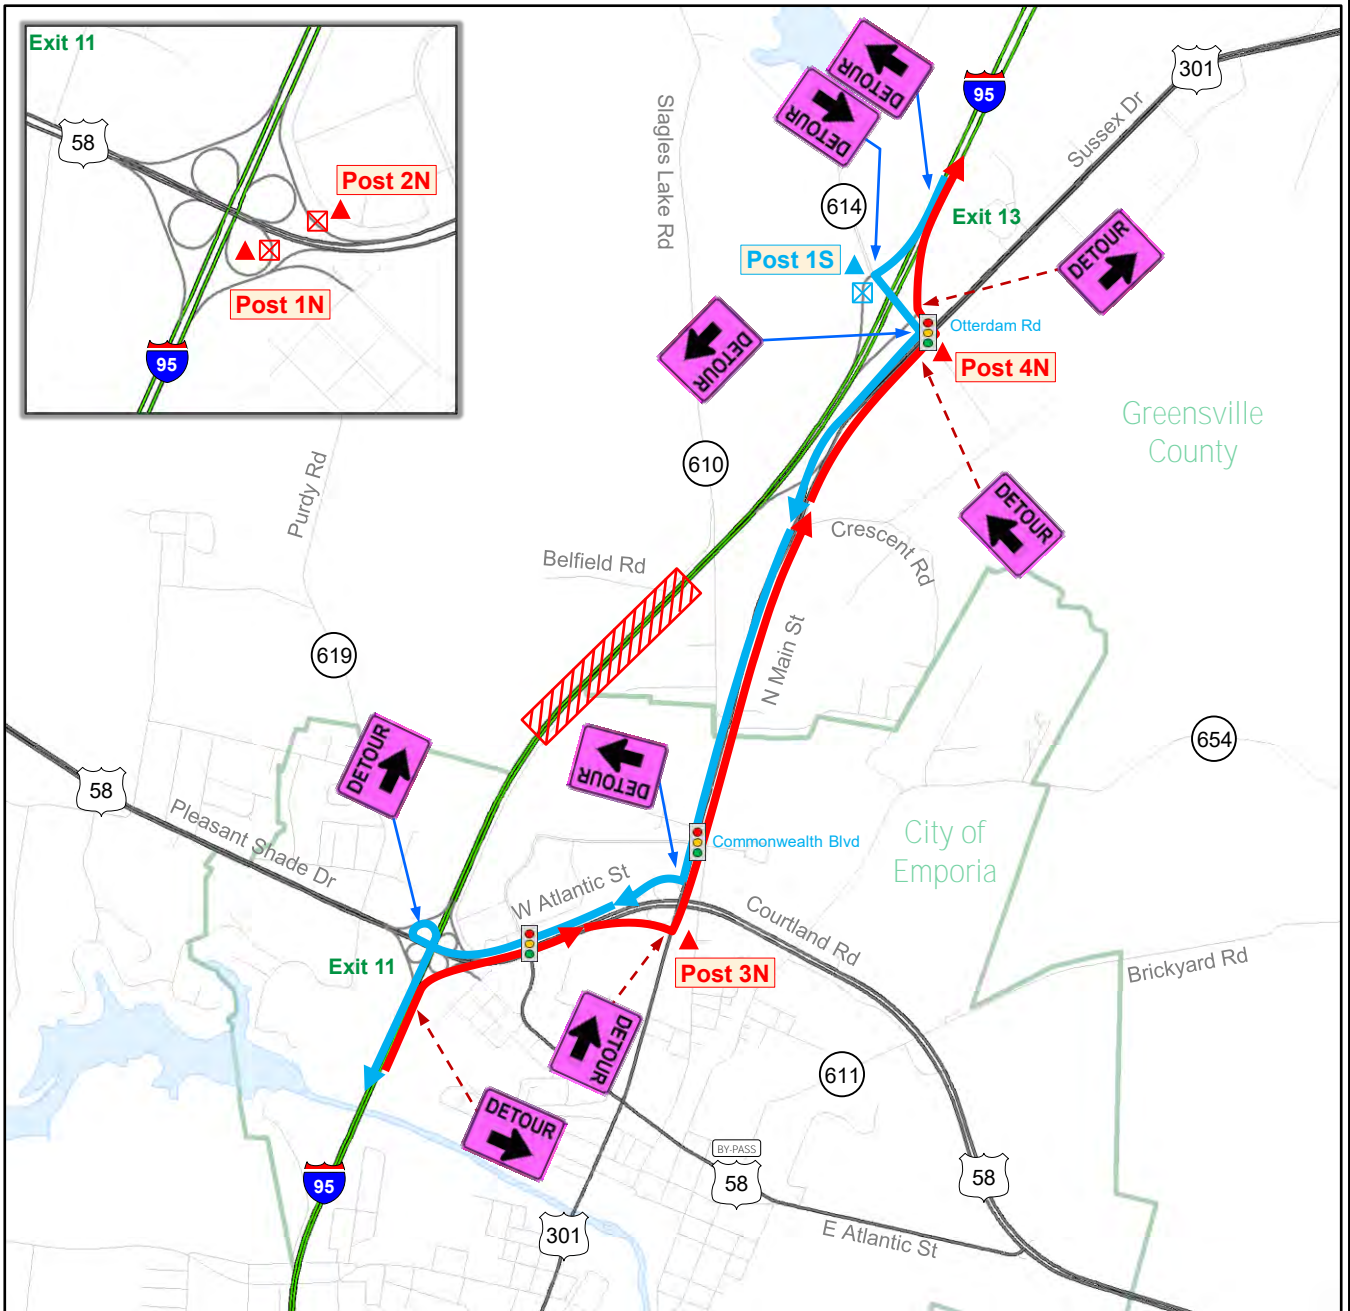 Exit 11
58
Post 2N
Post 1N
95
DETOUR
DETOUR
95
301
Sussex Dr
Slagles Lake Rd
614
Exit 13
Post 1S
DETOUR
DETOUR
Otterdam Rd
Post 4N
Greensville
County
610
Purdy Rd
DETOUR
Crescent Rd
Belfield Rd
N Main St
619
654
DETOUR
DETOUR
58
Pleasant Shade Dr
Commonwealth Blvd
City of
Emporia
W Atlantic St
Courtland Rd
Exit 11
Post 3N
Brickyard Rd
DETOUR
611
DETOUR
BY-PASS
58
58
95
301
E Atlantic St